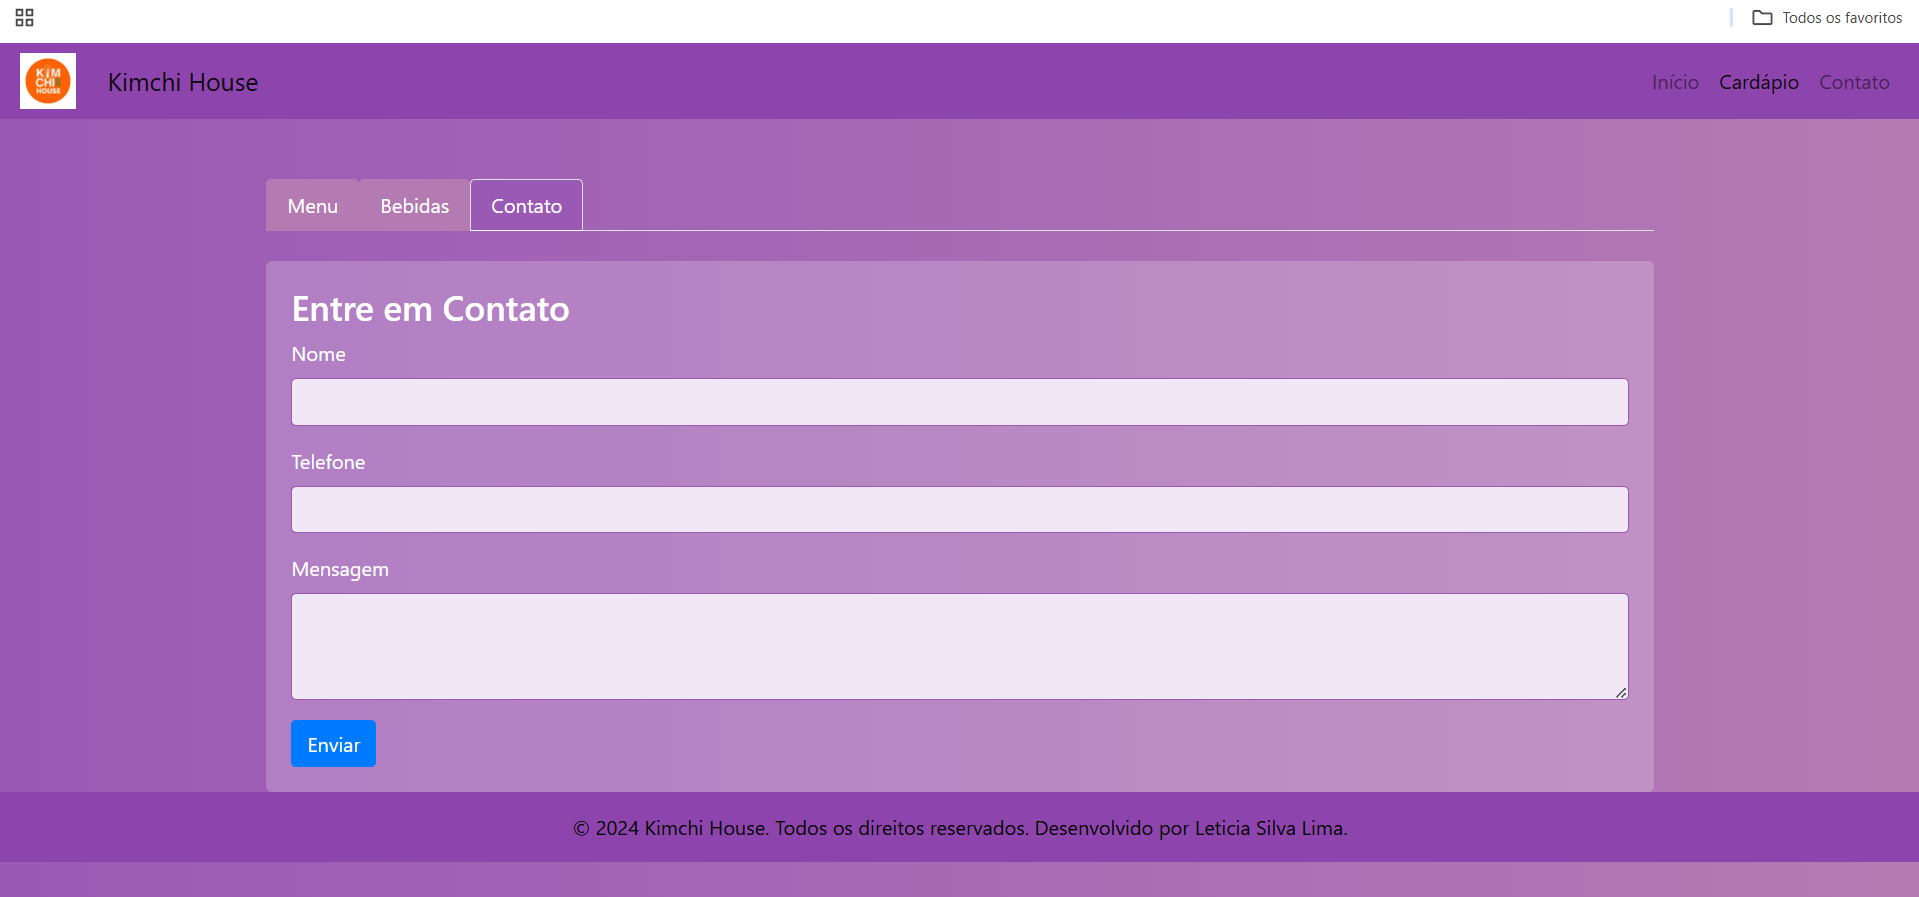 Todos os favoritos
KIM
CHI
HOUSE
Kimchi House
Início Cardápio Contato
Menu Bebidas Contato
Entre em Contato
Nome
Telefone
Mensagem
Enviar
© 2024 Kimchi House. Todos os direitos reservados. Desenvolvido por Leticia Silva Lima.